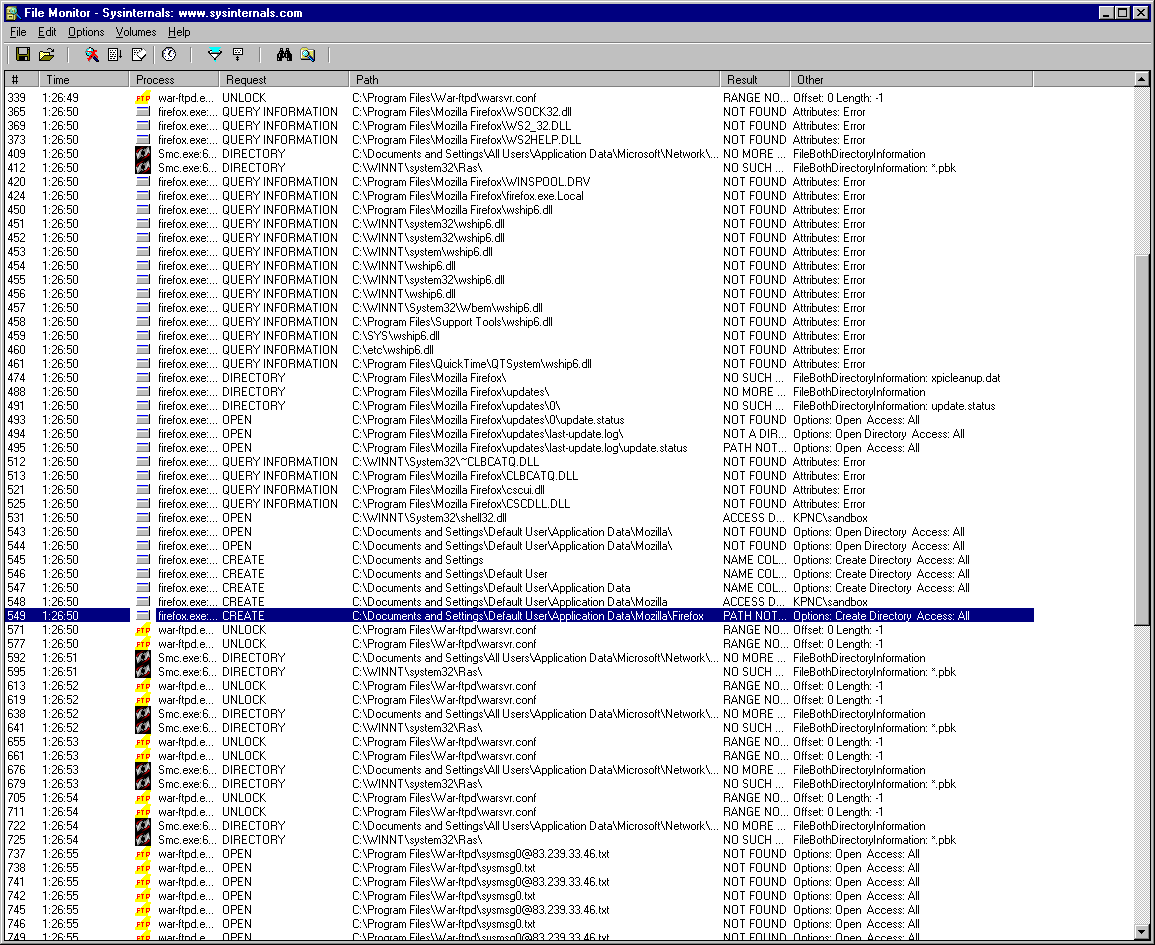 File Monitor - Sysinternals: www.sysinternals.com
File Edit Options Volumes Help
# Time Process Request Path Result Other
339 1:26:49 FTP war-ftpd.e... UNLOCK C:\Program Files\War-ftpd\warsvr.conf RANGE NO... Offset: 0 Length: -1
365 1:26:50 firefox.exe:... QUERY INFORMATION C:\Program Files\Mozilla Firefox\WSOCK32.dll NOT FOUND Attributes: Error
369 1:26:50 firefox.exe:... QUERY INFORMATION C:\Program Files\Mozilla Firefox\WS2_32.DLL NOT FOUND Attributes: Error
373 1:26:50 firefox.exe:... QUERY INFORMATION C:\Program Files\Mozilla Firefox\WS2HELP.DLL NOT FOUND Attributes: Error
409 1:26:50 Smc.exe:6... DIRECTORY C:\Documents and Settings\All Users\Application Data\Microsoft\Network\... NO MORE ... FileBothDirectoryInformation
412 1:26:50 Smc.exe:6... DIRECTORY C:\WINNT\system32\Ras\ NO SUCH ... FileBothDirectoryInformation: *.pbk
420 1:26:50 firefox.exe:... QUERY INFORMATION C:\Program Files\Mozilla Firefox\WINSPOOL.DRV NOT FOUND Attributes: Error
424 1:26:50 firefox.exe:... QUERY INFORMATION C:\Program Files\Mozilla Firefox\firefox.exe.Local NOT FOUND Attributes: Error
450 1:26:50 firefox.exe:... QUERY INFORMATION C:\Program Files\Mozilla Firefox\wship6.dll NOT FOUND Attributes: Error
451 1:26:50 firefox.exe:... QUERY INFORMATION C:\WINNT\system32\wship6.dll NOT FOUND Attributes: Error
452 1:26:50 firefox.exe:... QUERY INFORMATION C:\WINNT\system32\wship6.dll NOT FOUND Attributes: Error
453 1:26:50 firefox.exe:... QUERY INFORMATION C:\WINNT\system\wship6.dll NOT FOUND Attributes: Error
454 1:26:50 firefox.exe:... QUERY INFORMATION C:\WINNT\wship6.dll NOT FOUND Attributes: Error
455 1:26:50 firefox.exe:... QUERY INFORMATION C:\WINNT\system32\wship6.dll NOT FOUND Attributes: Error
456 1:26:50 firefox.exe:... QUERY INFORMATION C:\WINNT\wship6.dll NOT FOUND Attributes: Error
457 1:26:50 firefox.exe:... QUERY INFORMATION C:\WINNT\System32\Wbem\wship6.dll NOT FOUND Attributes: Error
458 1:26:50 firefox.exe:... QUERY INFORMATION C:\Program Files\Support Tools\wship6.dll NOT FOUND Attributes: Error
459 1:26:50 firefox.exe:... QUERY INFORMATION C:\SYS\wship6.dll NOT FOUND Attributes: Error
460 1:26:50 firefox.exe:... QUERY INFORMATION C:\etc\wship6.dll NOT FOUND Attributes: Error
461 1:26:50 firefox.exe:... QUERY INFORMATION C:\Program Files\QuickTime\QTSystem\wship6.dll NOT FOUND Attributes: Error
474 1:26:50 firefox.exe:... DIRECTORY C:\Program Files\Mozilla Firefox\ NO SUCH ... FileBothDirectoryInformation: xpicleanup.dat
488 1:26:50 firefox.exe:... DIRECTORY C:\Program Files\Mozilla Firefox\updates\ NO MORE ... FileBothDirectoryInformation
491 1:26:50 firefox.exe:... DIRECTORY C:\Program Files\Mozilla Firefox\updates\0\ NO SUCH ... FileBothDirectoryInformation: update.status
493 1:26:50 firefox.exe:... OPEN C:\Program Files\Mozilla Firefox\updates\0\update.status NOT FOUND Options: Open Access: All
494 1:26:50 firefox.exe:... OPEN C:\Program Files\Mozilla Firefox\updates\last-update.log\ NOT A DIR... Options: Open Directory Access: All
495 1:26:50 firefox.exe:... OPEN C:\Program Files\Mozilla Firefox\updates\last-update.log\update.status PATH NOT... Options: Open Access: All
512 1:26:50 firefox.exe:... QUERY INFORMATION C:\WINNT\System32\~CLBCATQ.DLL NOT FOUND Attributes: Error
513 1:26:50 firefox.exe:... QUERY INFORMATION C:\Program Files\Mozilla Firefox\CLBCATQ.DLL NOT FOUND Attributes: Error
521 1:26:50 firefox.exe:... QUERY INFORMATION C:\Program Files\Mozilla Firefox\cscui.dll NOT FOUND Attributes: Error
525 1:26:50 firefox.exe:... QUERY INFORMATION C:\Program Files\Mozilla Firefox\CSCDLL.DLL NOT FOUND Attributes: Error
531 1:26:50 firefox.exe:... OPEN C:\WINNT\System32\shell32.dll ACCESS D... KPNC\sandbox
543 1:26:50 firefox.exe:... OPEN C:\Documents and Settings\Default User\Application Data\Mozilla\ NOT FOUND Options: Open Directory Access: All
544 1:26:50 firefox.exe:... OPEN C:\Documents and Settings\Default User\Application Data\Mozilla\ NOT FOUND Options: Open Directory Access: All
545 1:26:50 firefox.exe:... CREATE C:\Documents and Settings NAME COL... Options: Create Directory Access: All
546 1:26:50 firefox.exe:... CREATE C:\Documents and Settings\Default User NAME COL... Options: Create Directory Access: All
547 1:26:50 firefox.exe:... CREATE C:\Documents and Settings\Default User\Application Data NAME COL... Options: Create Directory Access: All
548 1:26:50 firefox.exe:... CREATE C:\Documents and Settings\Default User\Application Data\Mozilla ACCESS D... KPNC\sandbox
549 1:26:50 firefox.exe:... CREATE C:\Documents and Settings\Default User\Application Data\Mozilla\Firefox PATH NOT... Options: Create Directory Access: All
571 1:26:50 FTP war-ftpd.e... UNLOCK C:\Program Files\War-ftpd\warsvr.conf RANGE NO... Offset: 0 Length: -1
577 1:26:50 FTP war-ftpd.e... UNLOCK C:\Program Files\War-ftpd\warsvr.conf RANGE NO... Offset: 0 Length: -1
592 1:26:51 Smc.exe:6... DIRECTORY C:\Documents and Settings\All Users\Application Data\Microsoft\Network\... NO MORE ... FileBothDirectoryInformation
595 1:26:51 Smc.exe:6... DIRECTORY C:\WINNT\system32\Ras\ NO SUCH ... FileBothDirectoryInformation: *.pbk
613 1:26:52 FTP war-ftpd.e... UNLOCK C:\Program Files\War-ftpd\warsvr.conf RANGE NO... Offset: 0 Length: -1
619 1:26:52 FTP war-ftpd.e... UNLOCK C:\Program Files\War-ftpd\warsvr.conf RANGE NO... Offset: 0 Length: -1
638 1:26:52 Smc.exe:6... DIRECTORY C:\Documents and Settings\All Users\Application Data\Microsoft\Network\... NO MORE ... FileBothDirectoryInformation
641 1:26:52 Smc.exe:6... DIRECTORY C:\WINNT\system32\Ras\ NO SUCH ... FileBothDirectoryInformation: *.pbk
655 1:26:53 FTP war-ftpd.e... UNLOCK C:\Program Files\War-ftpd\warsvr.conf RANGE NO... Offset: 0 Length: -1
661 1:26:53 FTP war-ftpd.e... UNLOCK C:\Program Files\War-ftpd\warsvr.conf RANGE NO... Offset: 0 Length: -1
676 1:26:53 Smc.exe:6... DIRECTORY C:\Documents and Settings\All Users\Application Data\Microsoft\Network\... NO MORE ... FileBothDirectoryInformation
679 1:26:53 Smc.exe:6... DIRECTORY C:\WINNT\system32\Ras\ NO SUCH ... FileBothDirectoryInformation: *.pbk
705 1:26:54 FTP war-ftpd.e... UNLOCK C:\Program Files\War-ftpd\warsvr.conf RANGE NO... Offset: 0 Length: -1
711 1:26:54 FTP war-ftpd.e... UNLOCK C:\Program Files\War-ftpd\warsvr.conf RANGE NO... Offset: 0 Length: -1
722 1:26:54 Smc.exe:6... DIRECTORY C:\Documents and Settings\All Users\Application Data\Microsoft\Network\... NO MORE ... FileBothDirectoryInformation
725 1:26:54 Smc.exe:6... DIRECTORY C:\WINNT\system32\Ras\ NO SUCH ... FileBothDirectoryInformation: *.pbk
737 1:26:55 FTP war-ftpd.e... OPEN C:\Program Files\War-ftpd\sysmsg0@83.239.33.46.txt NOT FOUND Options: Open Access: All
738 1:26:55 FTP war-ftpd.e... OPEN C:\Program Files\War-ftpd\sysmsg0.txt NOT FOUND Options: Open Access: All
741 1:26:55 FTP war-ftpd.e... OPEN C:\Program Files\War-ftpd\sysmsg0@83.239.33.46.txt NOT FOUND Options: Open Access: All
742 1:26:55 FTP war-ftpd.e... OPEN C:\Program Files\War-ftpd\sysmsg0.txt NOT FOUND Options: Open Access: All
745 1:26:55 FTP war-ftpd.e... OPEN C:\Program Files\War-ftpd\sysmsg0@83.239.33.46.txt NOT FOUND Options: Open Access: All
746 1:26:55 FTP war-ftpd.e... OPEN C:\Program Files\War-ftpd\sysmsg0.txt NOT FOUND Options: Open Access: All
749 1:26:55 FTP war-ftpd.e... OPEN C:\Program Files\War-ftpd\sysmsg0@83.239.33.46.txt NOT FOUND Options: Open Access: All